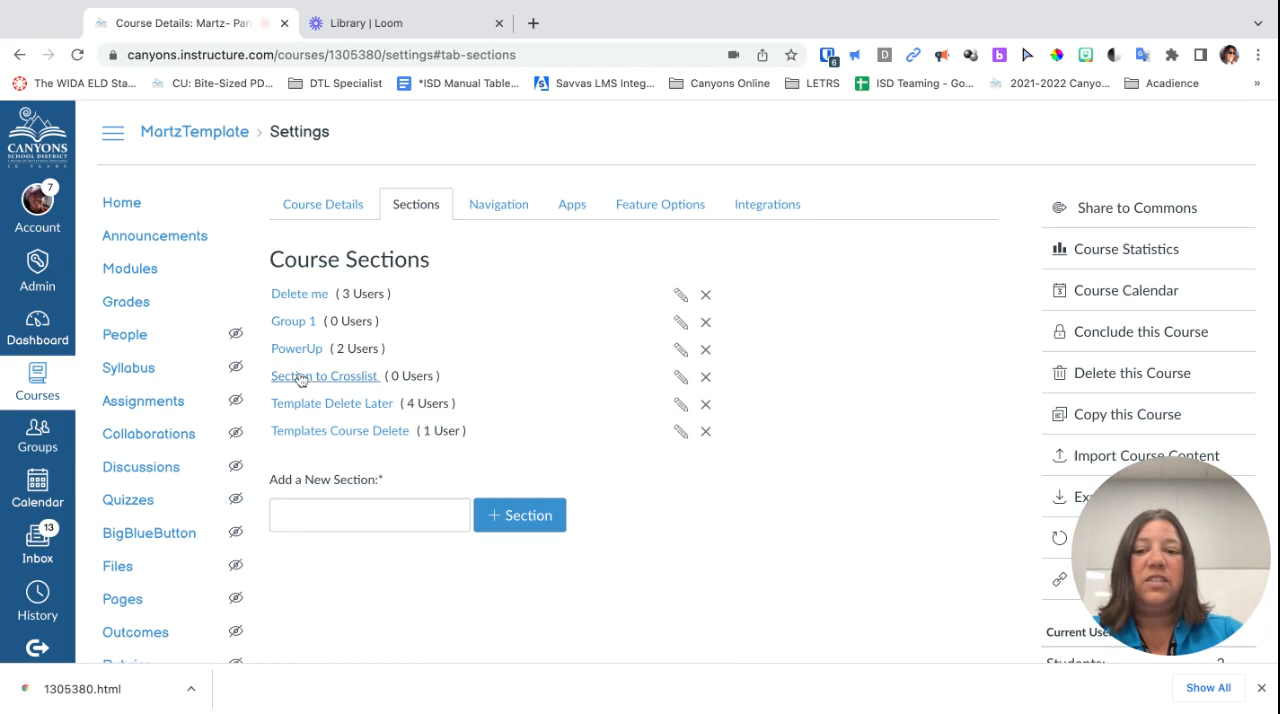 Course Details: Martz- Par
Library | Loom
canyons.instructure.com/courses/1305380/settings#tab-sections
6
The WIDA ELD Sta...
CU: Bite-Sized PD...
DTL Specialist
*ISD Manual Table...
Savvas LMS Integ...
Canyons Online
LETRS
ISD Teaming - Go...
2021-2022 Canyo...
Acadience
»
CANYONS
SCHOOL DISTRICT
7
Account
Admin
Dashboard
Courses
Groups
Calendar
13
Inbox
History
MartzTemplate > Settings
Home
Announcements
Modules
Grades
People
Syllabus
Assignments
Collaborations
Discussions
Quizzes
BigBlueButton
Files
Pages
Outcomes
Course Details
Sections
Navigation
Apps
Feature Options
Integrations
Course Sections
Delete me ( 3 Users )
Group 1 ( 0 Users )
PowerUp ( 2 Users )
Section to Crosslist ( 0 Users )
Template Delete Later ( 4 Users )
Templates Course Delete ( 1 User )
Add a New Section:*
+ Section
Share to Commons
Course Statistics
Course Calendar
Conclude this Course
Delete this Course
Copy this Course
Import Course Content
Ex
Current Use
Students:
1305380.html
Show All